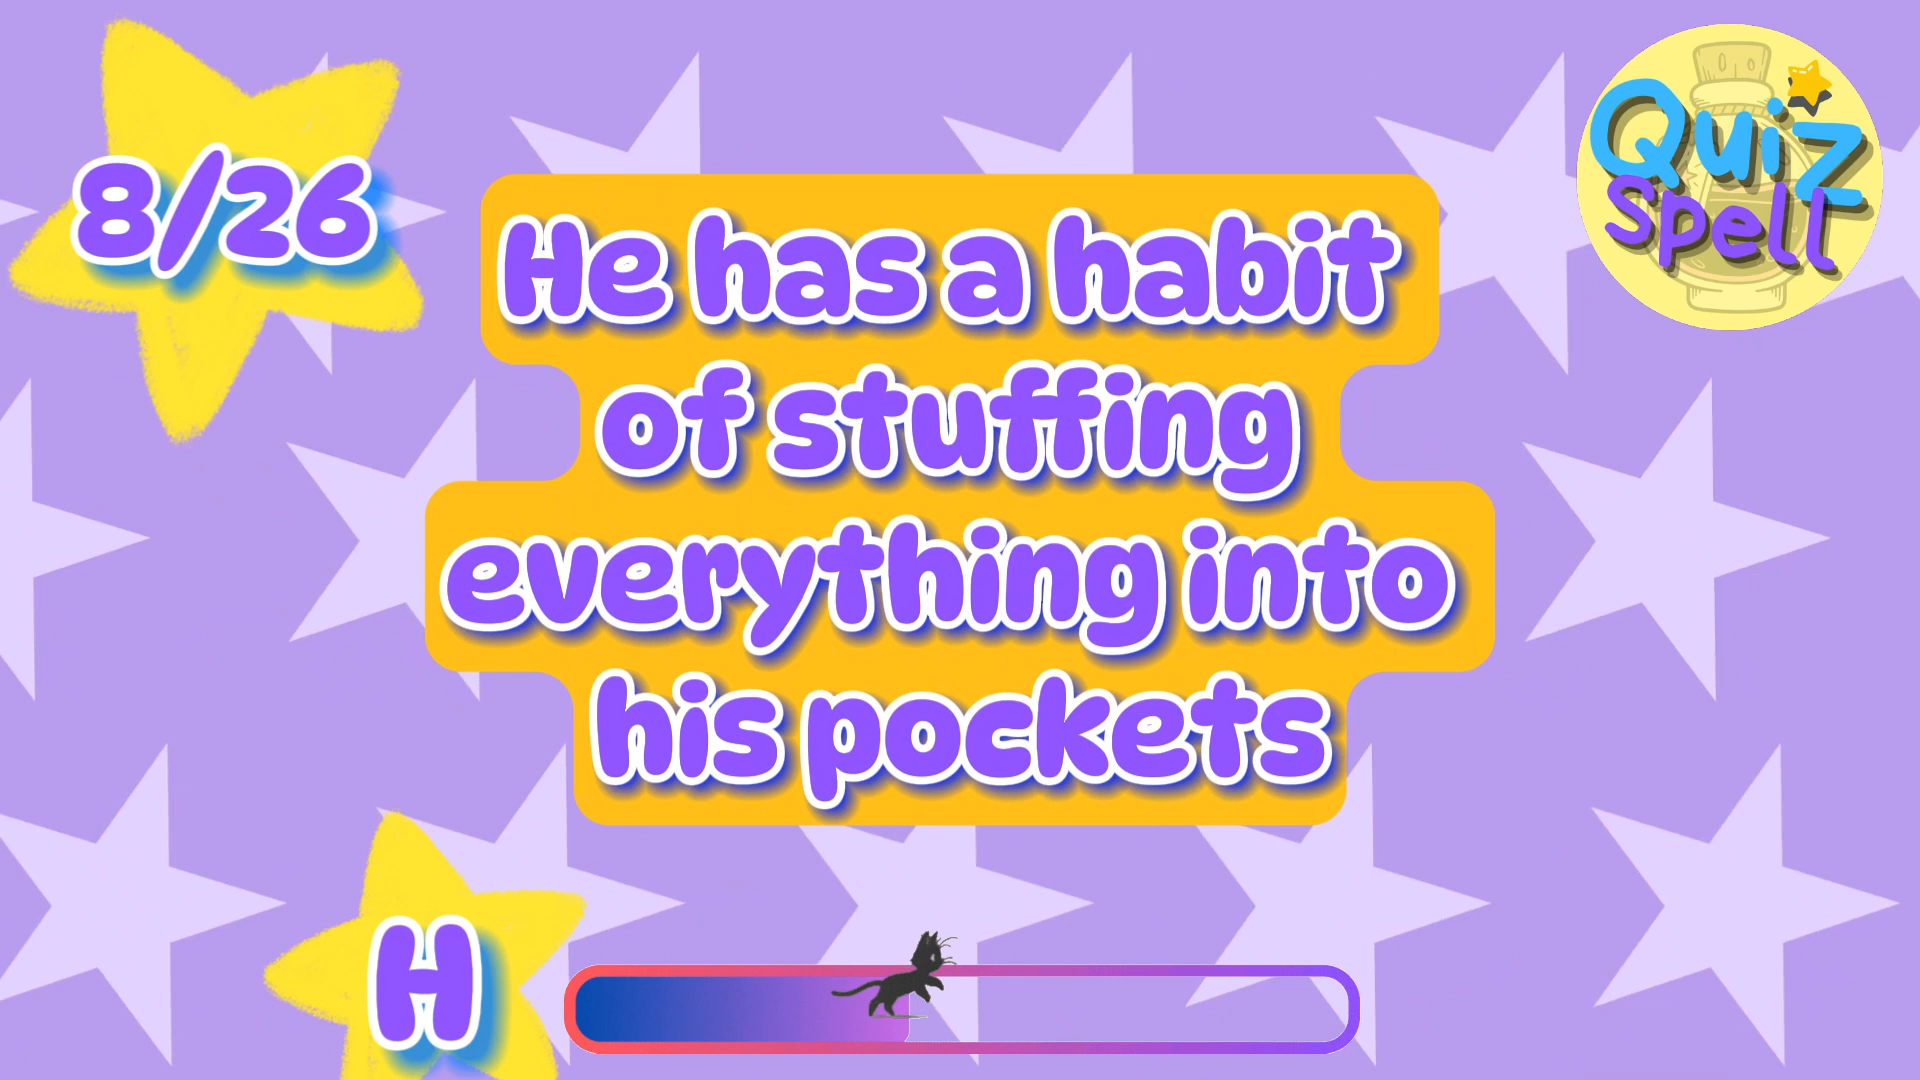 8/26
Quiz
Spell
He has a habit
of stuffing
everything into
his pockets
H